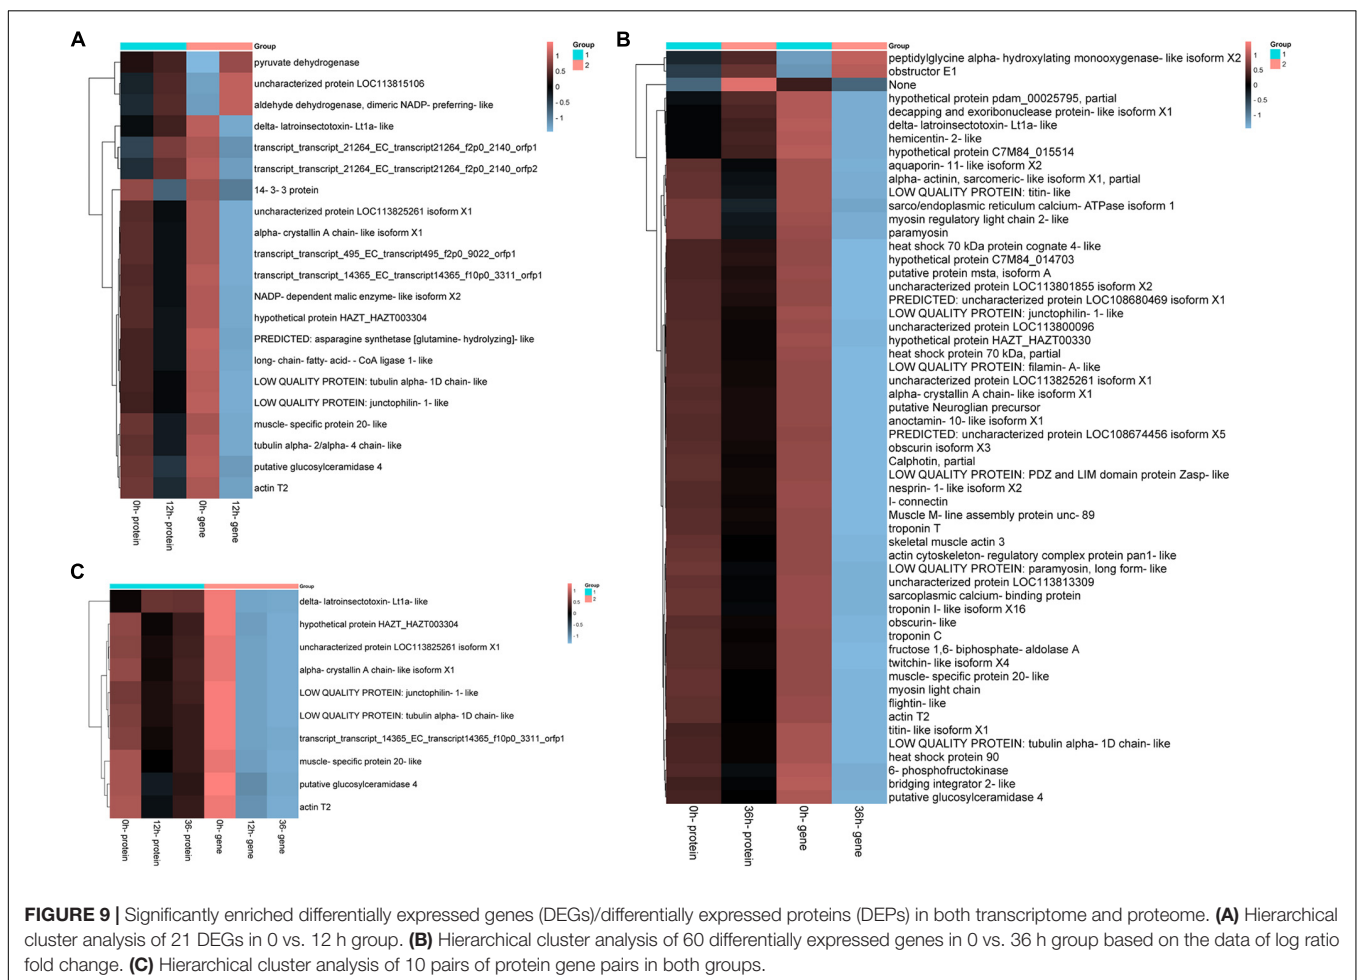 A
Group
pyruvate dehydrogenase
uncharacterized protein LOC113815106
aldehyde dehydrogenase, dimeric NADP- preferring- like
delta- latroinsectotoxin- Lt1a- like
transcript_transcript_21264_EC_transcript21264_f2p0_2140_orfp1
transcript_transcript_21264_EC_transcript21264_f2p0_2140_orfp2
14- 3- 3 protein
uncharacterized protein LOC113825261 isoform X1
alpha- crystallin A chain- like isoform X1
transcript_transcript_495_EC_transcript495_f2p0_9022_orfp1
transcript_transcript_14365_EC_transcript14365_f10p0_3311_orfp1
NADP- dependent malic enzyme- like isoform X2
hypothetical protein HAZT_HAZT003304
PREDICTED: asparagine synthetase [glutamine- hydrolyzing]- like
long- chain- fatty- acid- - CoA ligase 1- like
LOW QUALITY PROTEIN: tubulin alpha- 1D chain- like
LOW QUALITY PROTEIN: junctophilin- 1- like
muscle- specific protein 20- like
tubulin alpha- 2/alpha- 4 chain- like
putative glucosylceramidase 4
actin T2
0h- protein
12h- protein
0h- gene
12h- gene
1
0.5
0
- 0.5
- 1
Group
1
2
B
Group
peptidylglycine alpha- hydroxylating monooxygenase- like isoform X2
obstructor E1
None
hypothetical protein pdam_00025795, partial
decapping and exoribonuclease protein- like isoform X1
delta- latroinsectotoxin- Lt1a- like
hemicentin- 2- like
hypothetical protein C7M84_015514
aquaporin- 11- like isoform X2
alpha- actinin, sarcomeric- like isoform X1, partial
LOW QUALITY PROTEIN: titin- like
sarco/endoplasmic reticulum calcium- ATPase isoform 1
myosin regulatory light chain 2- like
paramyosin
heat shock 70 kDa protein cognate 4- like
hypothetical protein C7M84_014703
putative protein msta, isoform A
uncharacterized protein LOC113801855 isoform X2
PREDICTED: uncharacterized protein LOC108680469 isoform X1
LOW QUALITY PROTEIN: junctophilin- 1- like
uncharacterized protein LOC113800096
hypothetical protein HAZT_HAZT00330
heat shock protein 70 kDa, partial
LOW QUALITY PROTEIN: filamin- A- like
uncharacterized protein LOC113825261 isoform X1
alpha- crystallin A chain- like isoform X1
putative Neuroglian precursor
anoctamin- 10- like isoform X1
PREDICTED: uncharacterized protein LOC108674456 isoform X5
obscurin isoform X3
Calphotin, partial
LOW QUALITY PROTEIN: PDZ and LIM domain protein Zasp- like
nesprin- 1- like isoform X2
I- connectin
Muscle M- line assembly protein unc- 89
troponin T
skeletal muscle actin 3
actin cytoskeleton- regulatory complex protein pan1- like
LOW QUALITY PROTEIN: paramyosin, long form- like
uncharacterized protein LOC113813309
sarcoplasmic calcium- binding protein
troponin I- like isoform X16
obscurin- like
troponin C
fructose 1,6- biphosphate- aldolase A
twitchin- like isoform X4
muscle- specific protein 20- like
myosin light chain
flightin- like
actin T2
titin- like isoform X1
LOW QUALITY PROTEIN: tubulin alpha- 1D chain- like
heat shock protein 90
6- phosphofructokinase
bridging integrator 2- like
putative glucosylceramidase 4
0h- protein
36h- protein
0h- gene
36h- gene
1
0.5
0
- 0.5
- 1
Group
1
2
C
Group
delta- latroinsectotoxin- Lt1a- like
hypothetical protein HAZT_HAZT003304
uncharacterized protein LOC113825261 isoform X1
alpha- crystallin A chain- like isoform X1
LOW QUALITY PROTEIN: junctophilin- 1- like
LOW QUALITY PROTEIN: tubulin alpha- 1D chain- like
transcript_transcript_14365_EC_transcript14365_f10p0_3311_orfp1
muscle- specific protein 20- like
putative glucosylceramidase 4
actin T2
0h- protein
12h- protein
36- protein
0h- gene
12h- gene
36- gene
1
0.5
0
- 0.5
- 1
Group
1
2
FIGURE 9 | Significantly enriched differentially expressed genes (DEGs)/differentially expressed proteins (DEPs) in both transcriptome and proteome. (A) Hierarchical
cluster analysis of 21 DEGs in 0 vs. 12 h group. (B) Hierarchical cluster analysis of 60 differentially expressed genes in 0 vs. 36 h group based on the data of log ratio
fold change. (C) Hierarchical cluster analysis of 10 pairs of protein gene pairs in both groups.